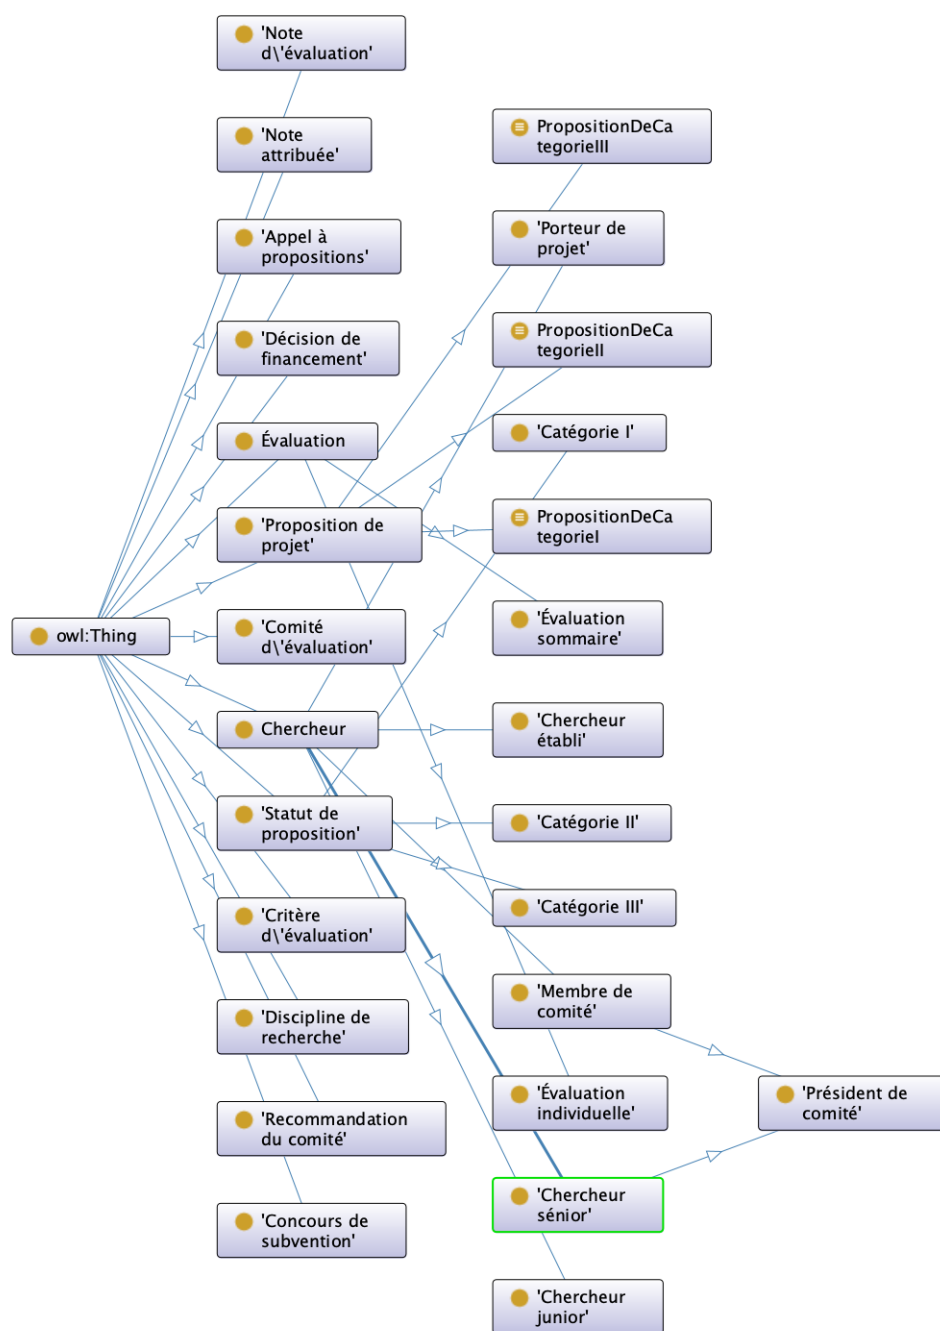 'Note
d\'évaluation'
'Note
attribuée'
'Appel à
propositions'
'Décision de
financement'
Évaluation
'Proposition de
projet'
owl:Thing
'Comité
d\'évaluation'
Chercheur
'Statut de
proposition'
'Critère
d\'évaluation'
'Discipline de
recherche'
'Recommandation
du comité'
'Concours de
subvention'
PropositionDeCa
tegorieIII
'Porteur de
projet'
PropositionDeCa
tegorieII
'Catégorie I'
PropositionDeCa
tegorieI
'Évaluation
sommaire'
'Chercheur
établi'
'Catégorie II'
'Catégorie III'
'Membre de
comité'
'Évaluation
individuelle'
'Chercheur
sénior'
'Chercheur
junior'
'Président de
comité'